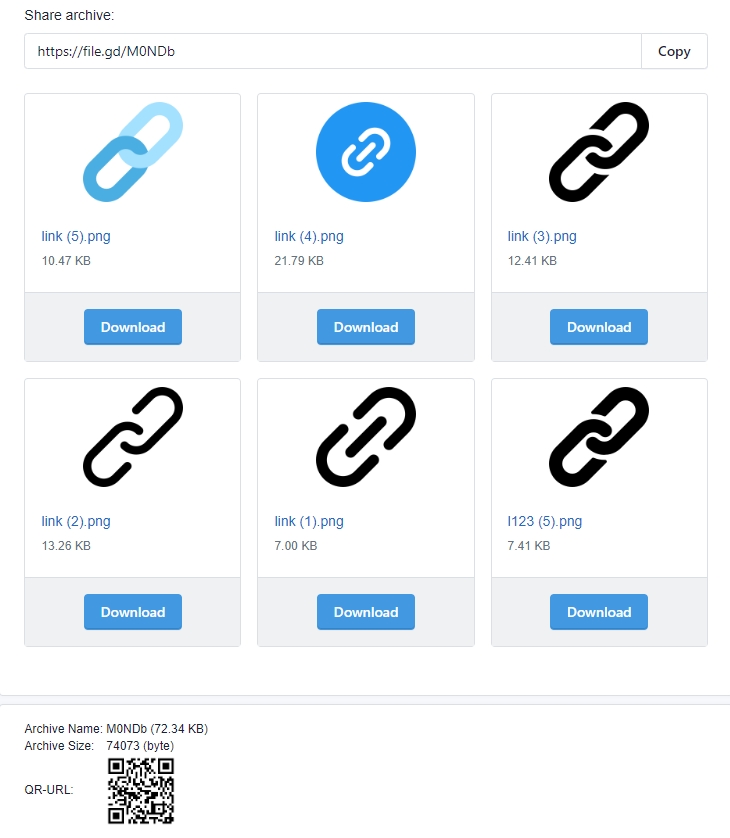 Share archive:
https://file.gd/M0NDb
Copy
link (5).png
10.47 KB
Download
link (4).png
21.79 KB
Download
link (3).png
12.41 KB
Download
link (2).png
13.26 KB
Download
link (1).png
7.00 KB
Download
l123 (5).png
7.41 KB
Download
Archive Name: M0NDb (72.34 KB)
Archive Size: 74073 (byte)
QR-URL: